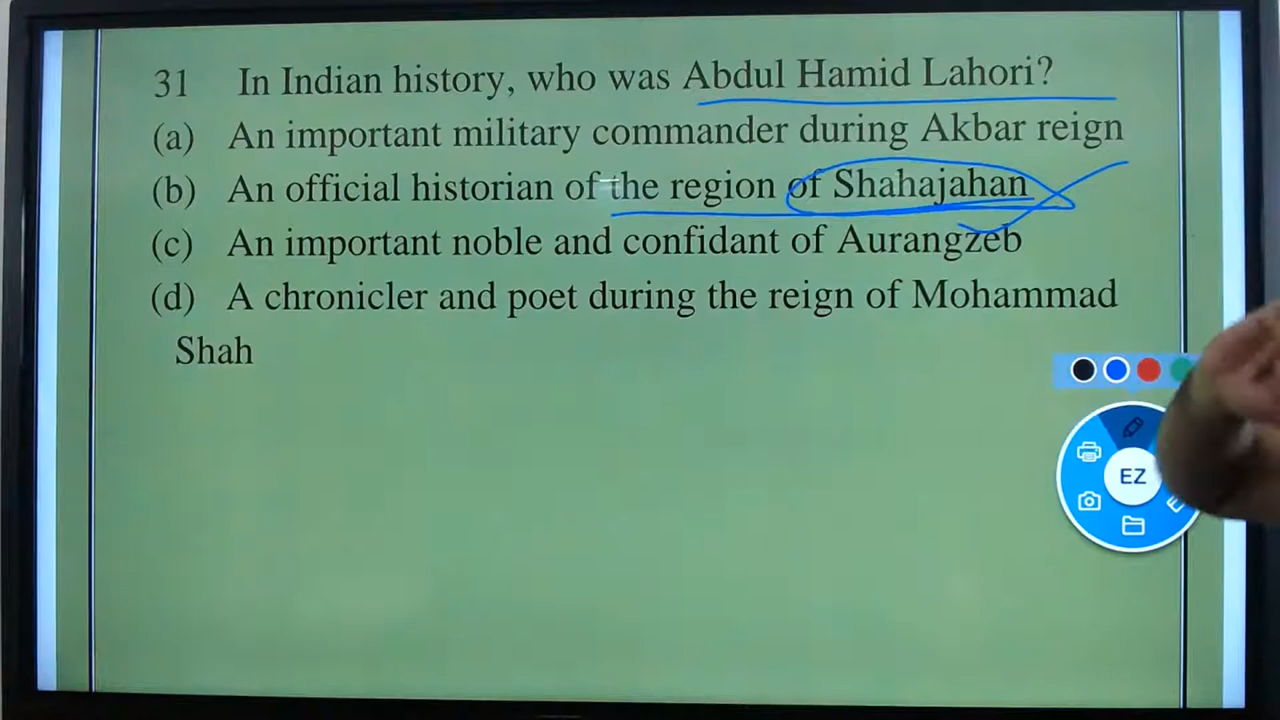 31 In Indian history, who was Abdul Hamid Lahori?
(a) An important military commander during Akbar reign
(b) An official historian of the region of Shahajahan
(c) An important noble and confidant of Aurangzeb
(d) A chronicler and poet during the reign of Mohammad
Shah
EZ